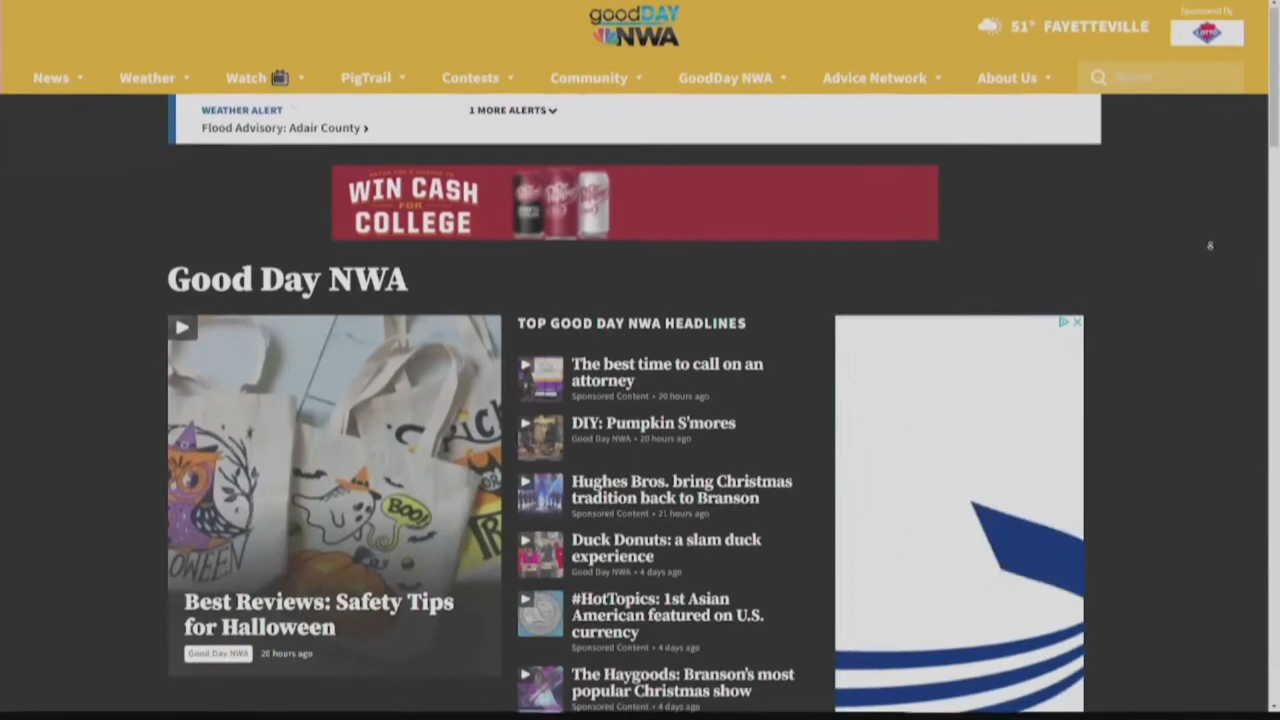 goodDAY
NWA
51° FAYETTEVILLE
Sponsored By
LOTTO
News
Weather
Watch
PigTrail
Contests
Community
GoodDay NWA
Advice Network
About Us
Search
WEATHER ALERT
1 MORE ALERTS
Flood Advisory: Adair County ›
WIN CASH
FOR
COLLEGE
Good Day NWA
BOO!
Best Reviews: Safety Tips
for Halloween
Good Day NWA 20 hours ago
TOP GOOD DAY NWA HEADLINES
The best time to call on an
attorney
Sponsored Content • 20 hours ago
DIY: Pumpkin S'mores
Good Day NWA • 20 hours ago
Hughes Bros. bring Christmas
tradition back to Branson
Sponsored Content • 21 hours ago
Duck Donuts: a slam duck
experience
Good Day NWA • 4 days ago
#HotTopics: 1st Asian
American featured on U.S.
currency
Sponsored Content • 4 days ago
The Haygoods: Branson's most
popular Christmas show
Sponsored Content • 4 days ago